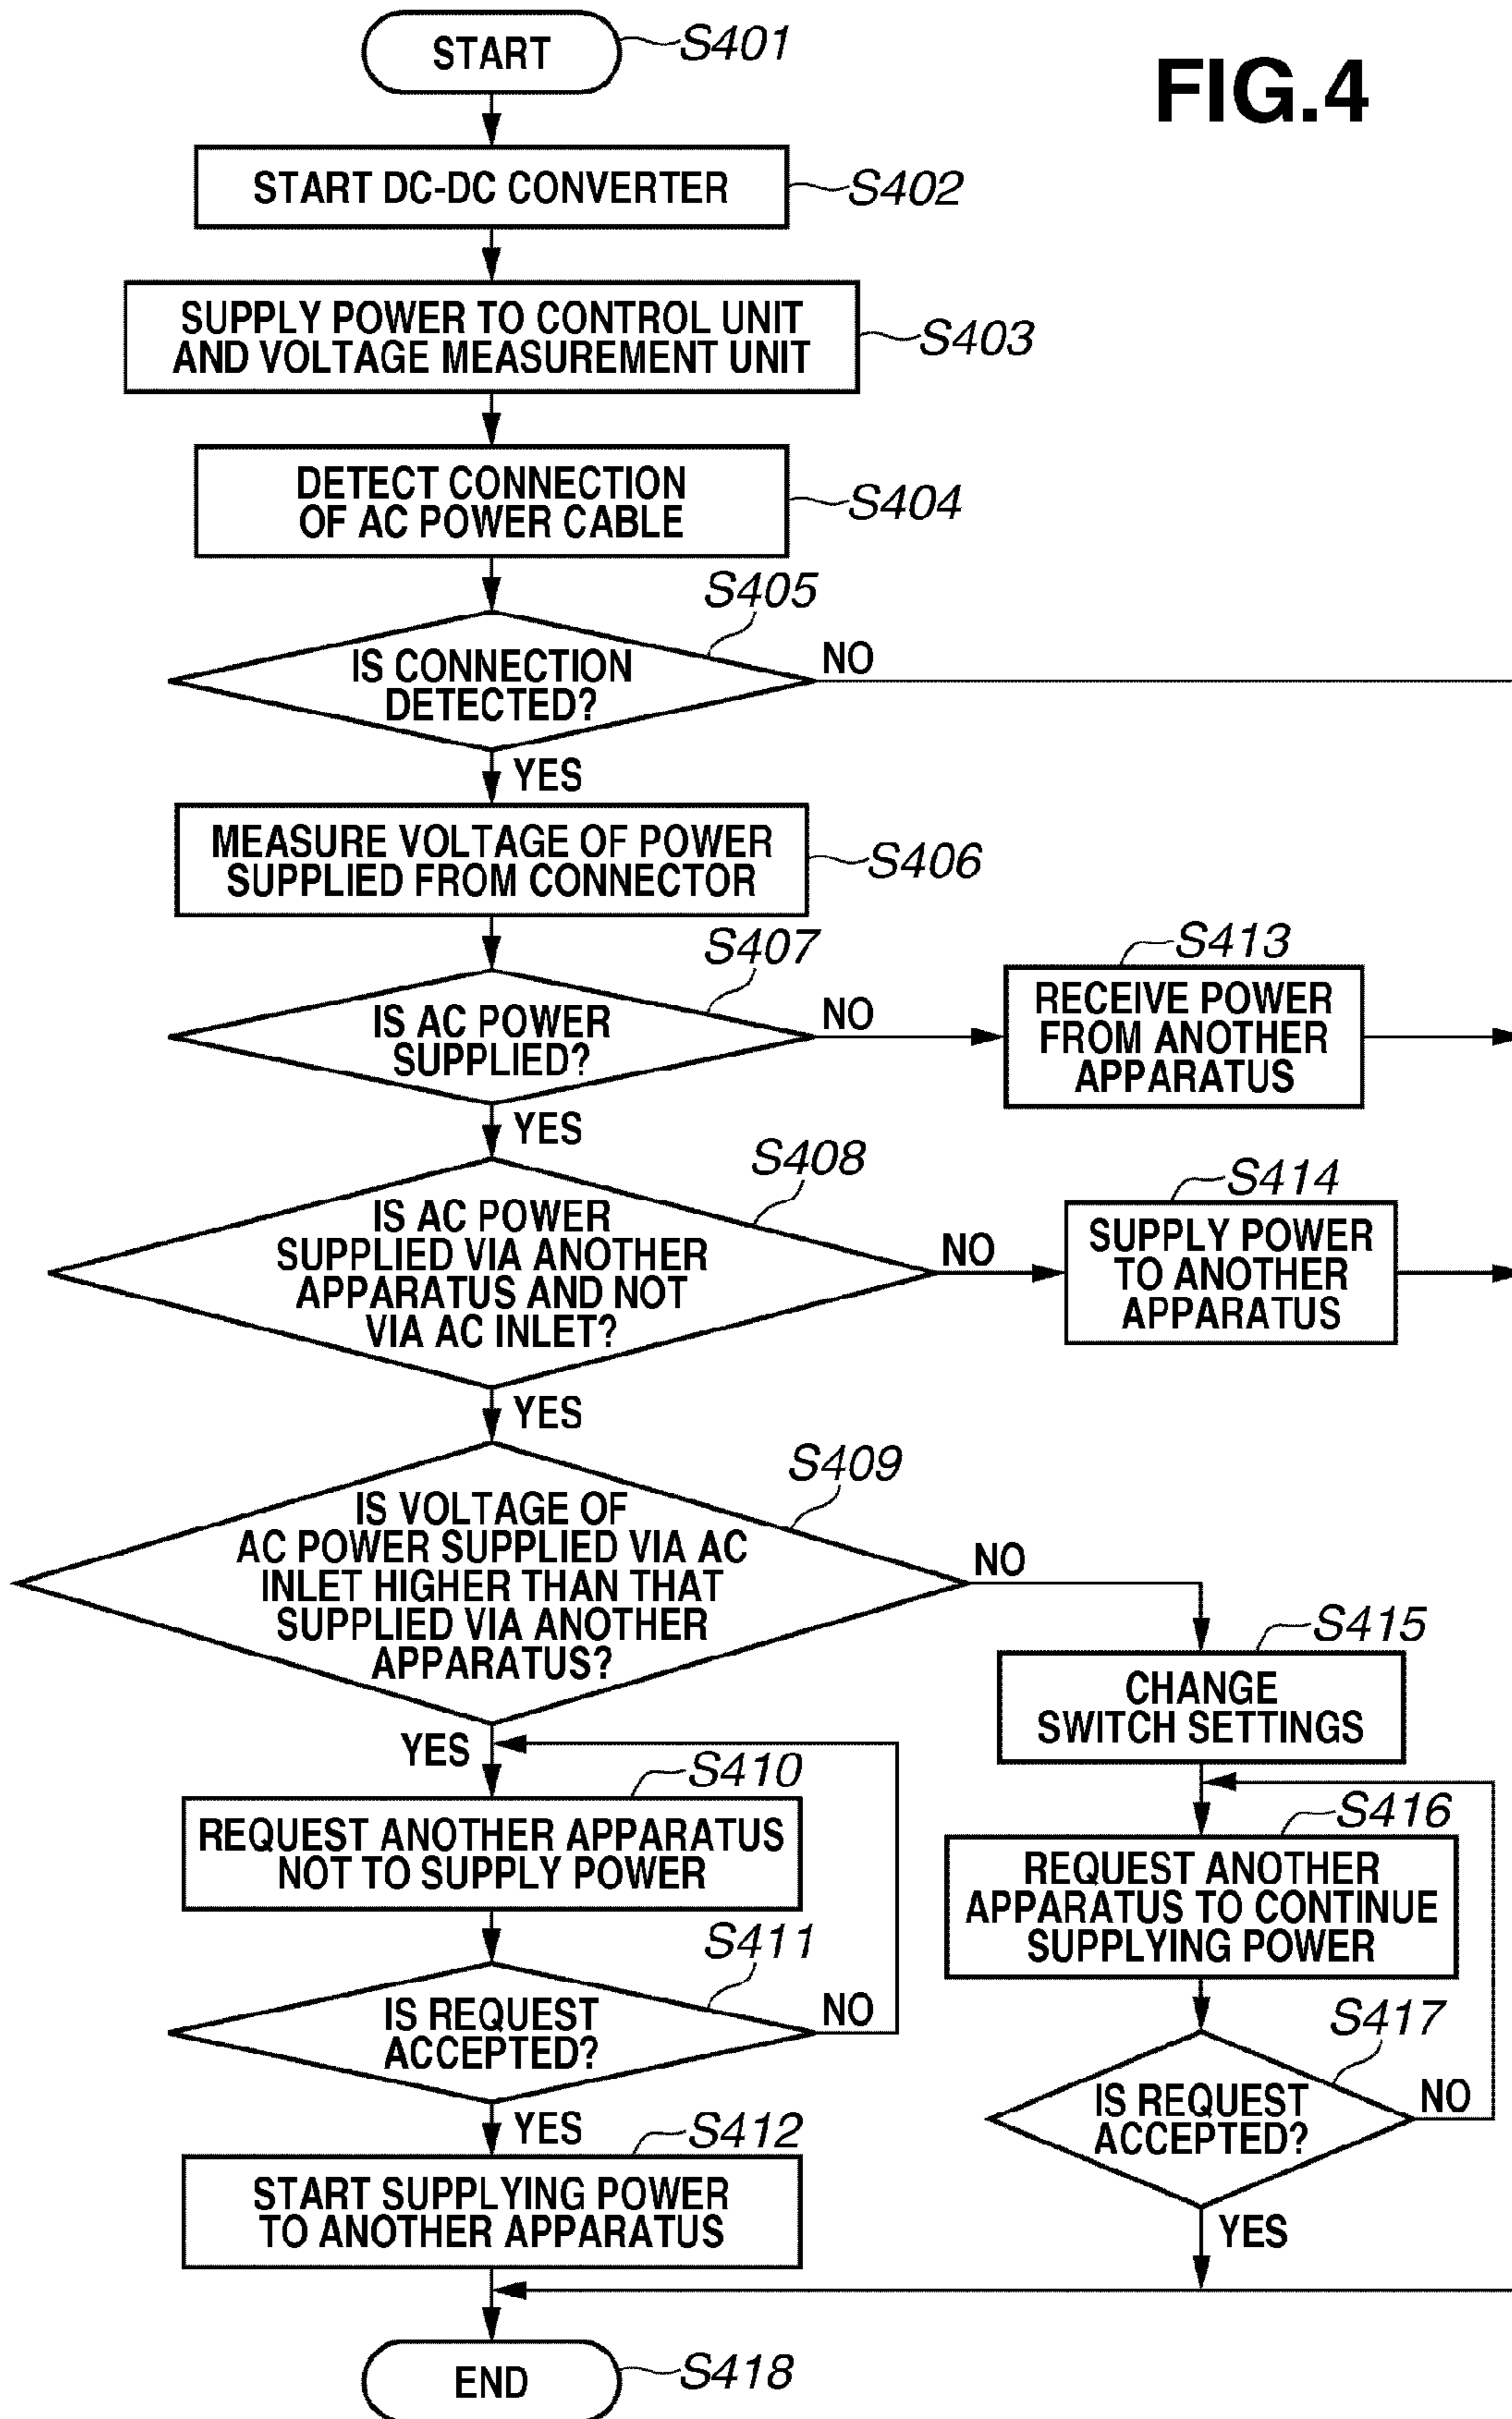 FIG.4
START
S401
START DC-DC CONVERTER
S402
SUPPLY POWER TO CONTROL UNIT
AND VOLTAGE MEASUREMENT UNIT
S403
DETECT CONNECTION
OF AC POWER CABLE
S404
S405
IS CONNECTION
DETECTED?
NO
YES
MEASURE VOLTAGE OF POWER
SUPPLIED FROM CONNECTOR
S406
S407
IS AC POWER
SUPPLIED?
NO
S413
RECEIVE POWER
FROM ANOTHER
APPARATUS
YES
S408
IS AC POWER
SUPPLIED VIA ANOTHER
APPARATUS AND NOT
VIA AC INLET?
NO
S414
SUPPLY POWER
TO ANOTHER
APPARATUS
YES
S409
IS VOLTAGE OF
AC POWER SUPPLIED VIA AC
INLET HIGHER THAN THAT
SUPPLIED VIA ANOTHER
APPARATUS?
NO
S415
CHANGE
SWITCH SETTINGS
YES
S410
REQUEST ANOTHER APPARATUS
NOT TO SUPPLY POWER
S416
REQUEST ANOTHER
APPARATUS TO CONTINUE
SUPPLYING POWER
S411
IS REQUEST
ACCEPTED?
NO
S417
IS REQUEST
ACCEPTED?
NO
YES
S412
START SUPPLYING POWER
TO ANOTHER APPARATUS
YES
END
S418